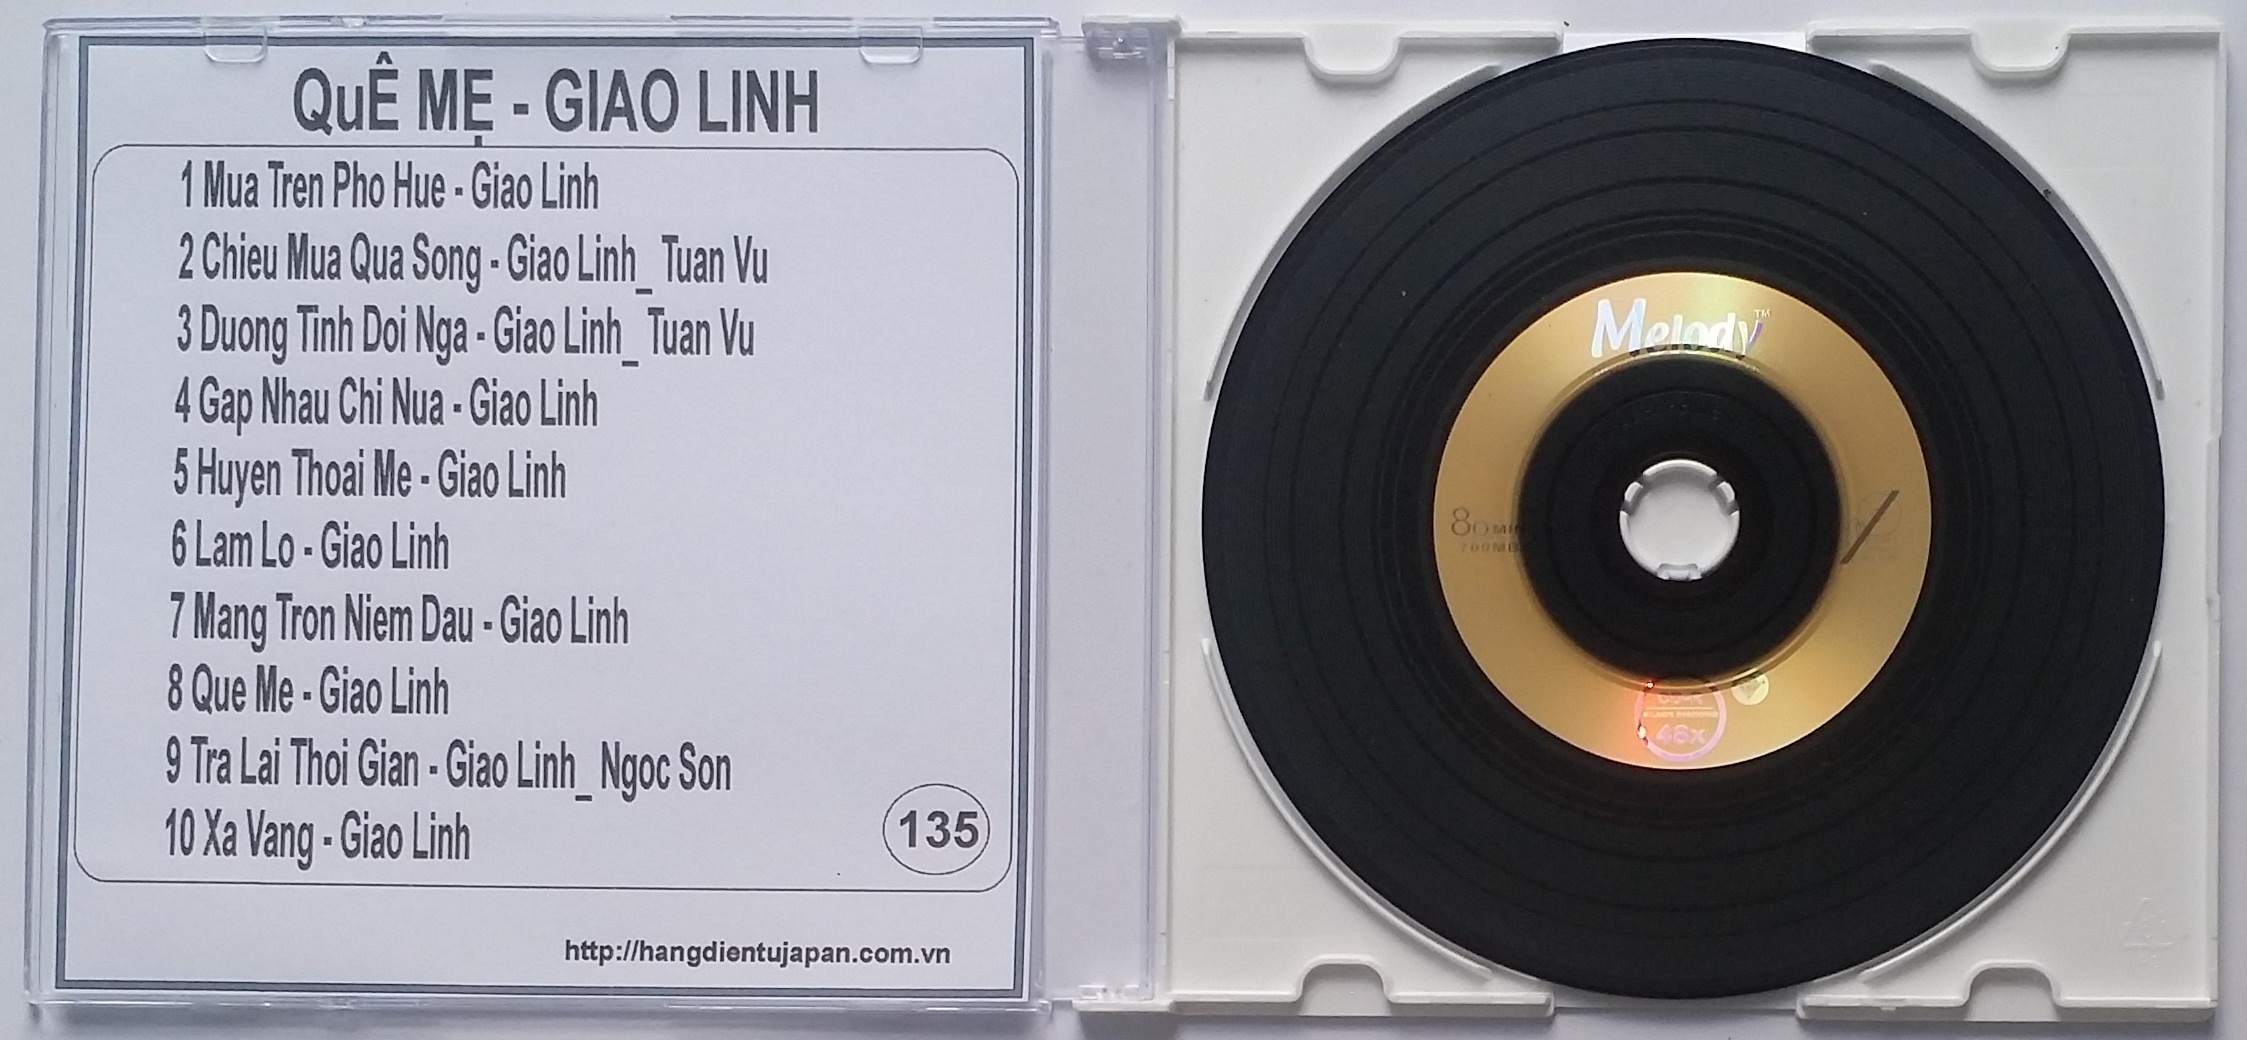 QuÊ MẸ - GIAO LINH
1 Mua Tren Pho Hue - Giao Linh
2 Chieu Mua Qua Song - Giao Linh_ Tuan Vu
3 Duong Tinh Doi Nga - Giao Linh_ Tuan Vu
4 Gap Nhau Chi Nua - Giao Linh
5 Huyen Thoai Me - Giao Linh
6 Lam Lo - Giao Linh
7 Mang Tron Niem Dau - Giao Linh
8 Que Me - Giao Linh
9 Tra Lai Thoi Gian - Giao Linh_ Ngoc Son
10 Xa Vang - Giao Linh
135
http://hangdientujapan.com.vn
Melody™
80 MIN
700MB
48x